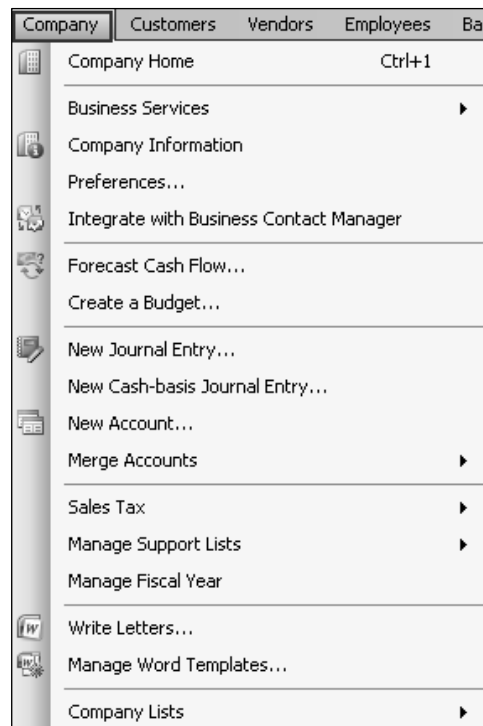 Company Customers Vendors Employees Ba
Company Home Ctrl+1
Business Services
Company Information
Preferences...
Integrate with Business Contact Manager
Forecast Cash Flow...
Create a Budget...
New Journal Entry...
New Cash-basis Journal Entry...
New Account...
Merge Accounts
Sales Tax
Manage Support Lists
Manage Fiscal Year
Write Letters...
Manage Word Templates...
Company Lists